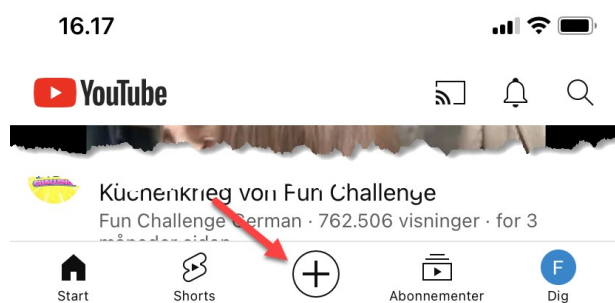 16.17
YouTube
Küchenkrieg von Fun Challenge
Fun Challenge German · 762.506 visninger · for 3
måneder siden
F
Start
Shorts
Abonnementer
Dig